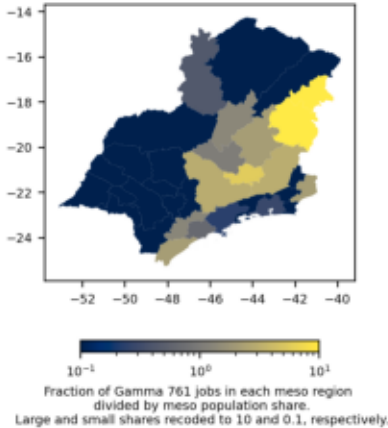 −14
−16
−18
−20
−22
−24
−52 −50 −48 −46 −44 −42 −40
10⁻¹ 10⁰ 10¹
Fraction of Gamma 761 jobs in each meso region
divided by meso population share.
Large and small shares recoded to 10 and 0.1, respectively.